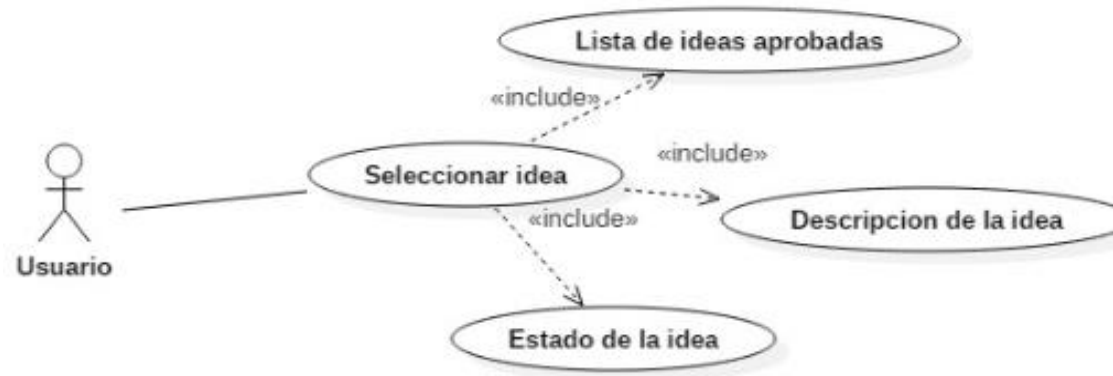 Lista de ideas aprobadas
«include»
Seleccionar idea
«include»
«include»
Descripcion de la idea
Usuario
Estado de la idea